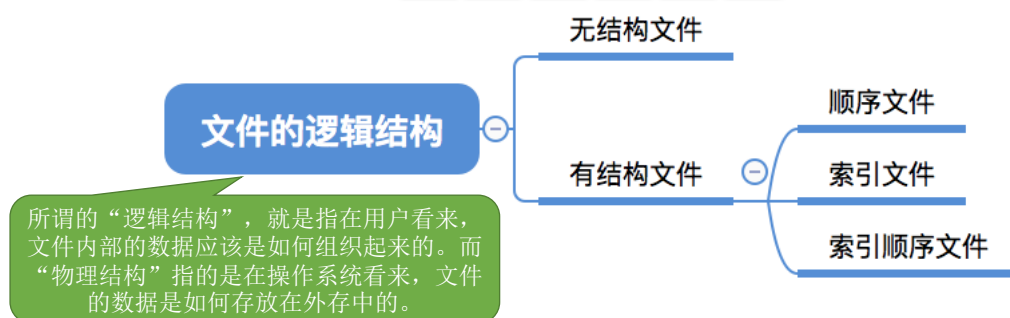 无结构文件
顺序文件
文件的逻辑结构
有结构文件
索引文件
索引顺序文件
所谓的“逻辑结构”，就是指在用户看来，
文件内部的数据应该是如何组织起来的。而
“物理结构”指的是在操作系统看来，文件
的数据是如何存放在外存中的。